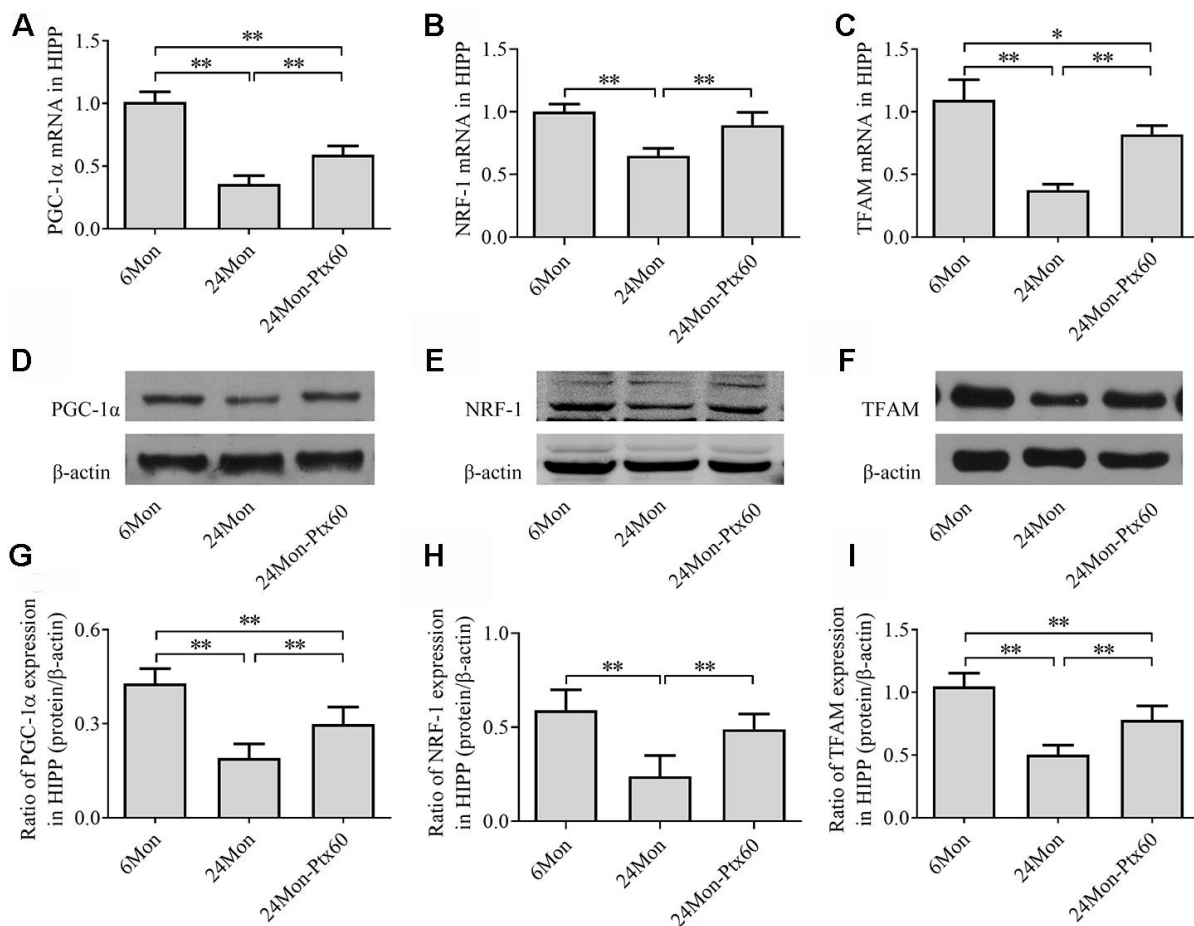 A
PGC-1α mRNA in HIPP
1.5
1.0
0.5
0.0
**
** **
6Mon
24Mon
24Mon-Ptx60
B
NRF-1 mRNA in HIPP
1.5
1.0
0.5
0.0
** **
6Mon
24Mon
24Mon-Ptx60
C
TFAM mRNA in HIPP
1.5
1.0
0.5
0.0
*
** **
6Mon
24Mon
24Mon-Ptx60
D
PGC-1α
β-actin
6Mon
24Mon
24Mon-Ptx60
E
NRF-1
β-actin
6Mon
24Mon
24Mon-Ptx60
F
TFAM
β-actin
6Mon
24Mon
24Mon-Ptx60
G
Ratio of PGC-1α expression
in HIPP (protein/β-actin)
0.6
0.3
0.0
**
** **
6Mon
24Mon
24Mon-Ptx60
H
Ratio of NRF-1 expression
in HIPP (protein/β-actin)
1.0
0.5
0.0
** **
6Mon
24Mon
24Mon-Ptx60
I
Ratio of TFAM expression
in HIPP (protein/β-actin)
1.5
1.0
0.5
0.0
**
** **
6Mon
24Mon
24Mon-Ptx60